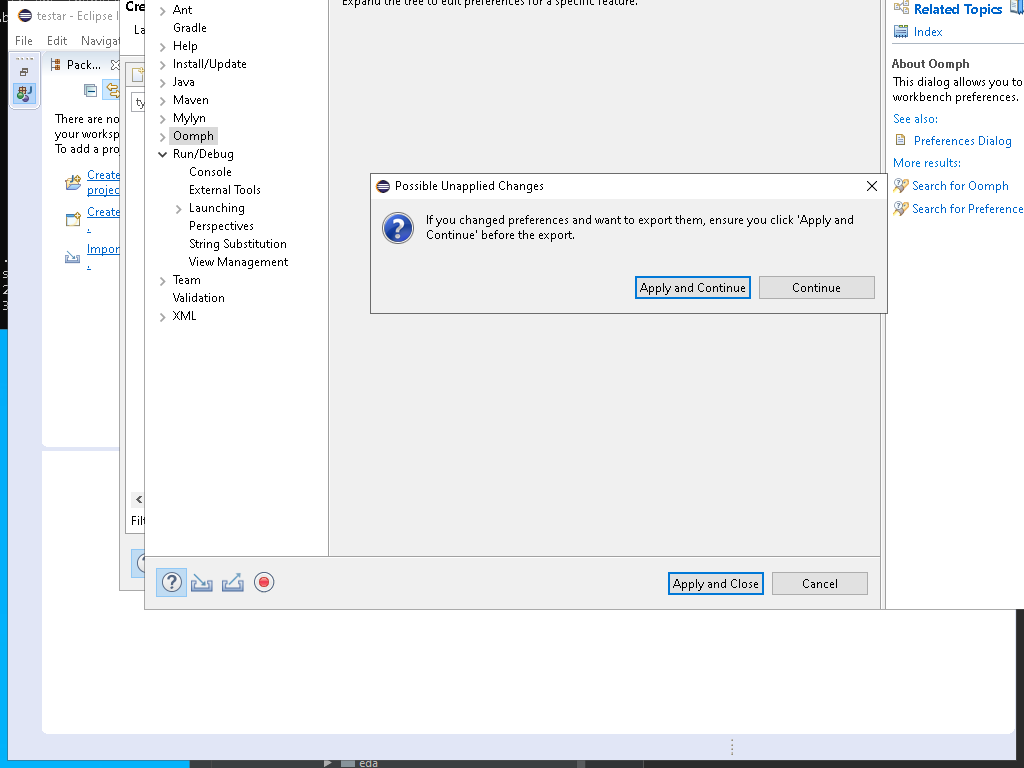 testar - Eclipse I
File Edit Naviga
Pack...
There are no
your worksp
To add a proj
Create
projec
Create
.
Impor
.
Cre
La
ty
Filt
Expand the tree to edit preferences for a specific feature.
Ant
Gradle
Help
Install/Update
Java
Maven
Mylyn
Oomph
Run/Debug
Console
External Tools
Launching
Perspectives
String Substitution
View Management
Team
Validation
XML
Possible Unapplied Changes
If you changed preferences and want to export them, ensure you click 'Apply and
Continue' before the export.
Apply and Continue
Continue
Apply and Close
Cancel
Related Topics
Index
About Oomph
This dialog allows you to
workbench preferences.
See also:
Preferences Dialog
More results:
Search for Oomph
Search for Preference
eda